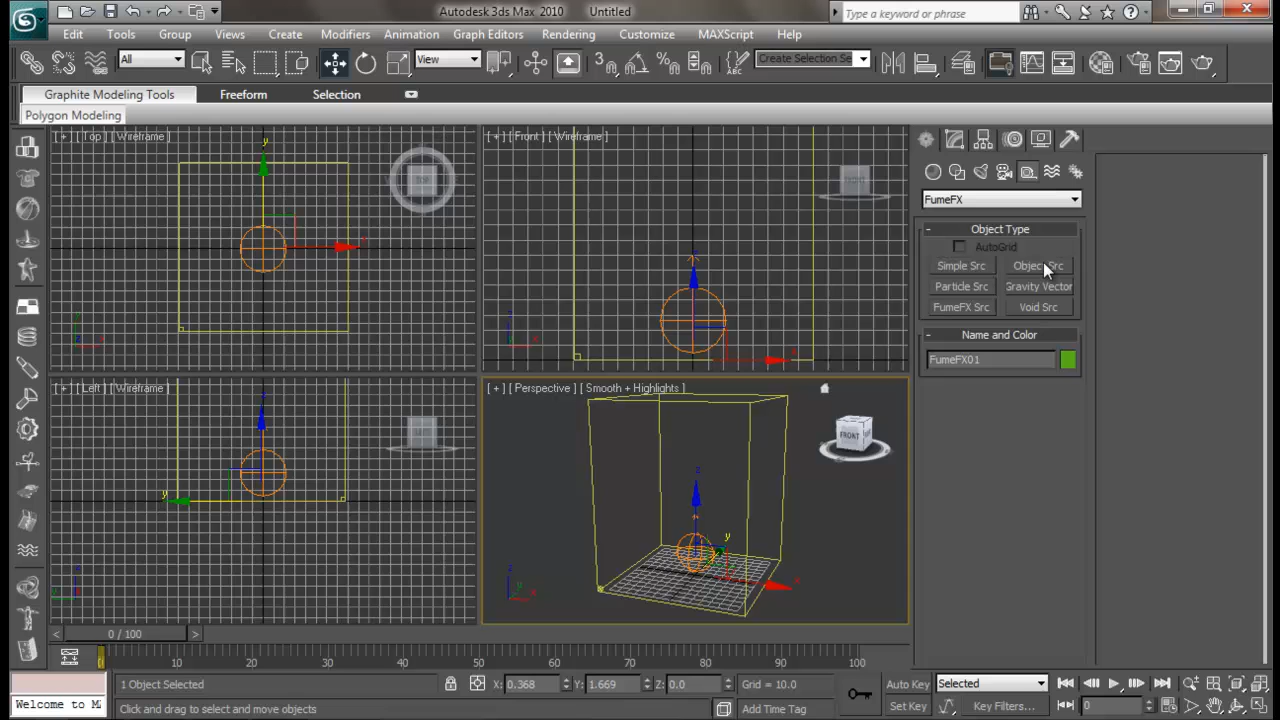 Autodesk 3ds Max 2010 Untitled
Type a keyword or phrase
Edit Tools Group Views Create Modifiers Animation Graph Editors Rendering Customize MAXScript Help
All
View
Create Selection Se
Graphite Modeling Tools Freeform Selection
Polygon Modeling
[ + ] [ Top ] [ Wireframe ]
TOP
y
x
[ + ] [ Front ] [ Wireframe ]
FRONT
x
[ + ] [ Left ] [ Wireframe ]
y
[ + ] [ Perspective ] [ Smooth + Highlights ]
FRONT
z
y
x
FumeFX
- Object Type
AutoGrid
Simple Src Object Src
Particle Src Gravity Vector
FumeFX Src Void Src
- Name and Color
FumeFX01
< 0 / 100 >
10 20 30 40 50 60 70 80 90 100
1 Object Selected X: 0.368 Y: 1.669 Z: 0.0 Grid = 10.0 Auto Key Selected
Welcome to MA Click and drag to select and move objects Add Time Tag Set Key Key Filters... 0